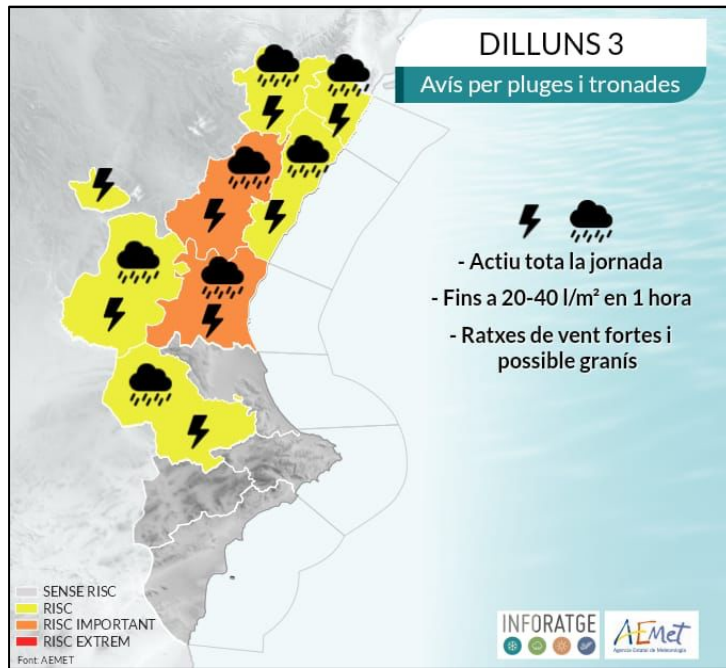 DILLUNS 3
Avís per pluges i tronades
- Actiu tota la jornada
- Fins a 20-40 l/m² en 1 hora
- Ratxes de vent fortes i
possible granís
SENSE RISC
RISC
RISC IMPORTANT
RISC EXTREM
Font: AEMET
INFORATGE
AEMet
Agencia Estatal de Meteorología